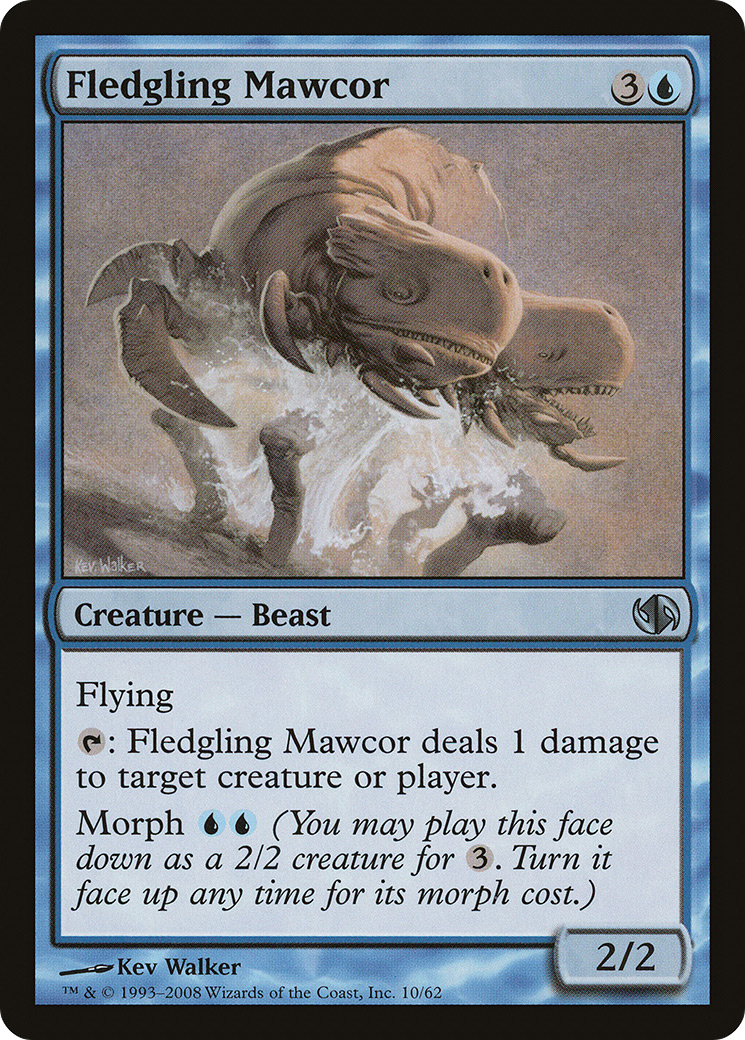 Fledgling Mawcor
3
Kev. Walker
Creature — Beast
Flying
: Fledgling Mawcor deals 1 damage
to target creature or player.
Morph (You may play this face
down as a 2/2 creature for 3. Turn it
face up any time for its morph cost.)
2/2
Kev Walker
™ & © 1993–2008 Wizards of the Coast, Inc. 10/62